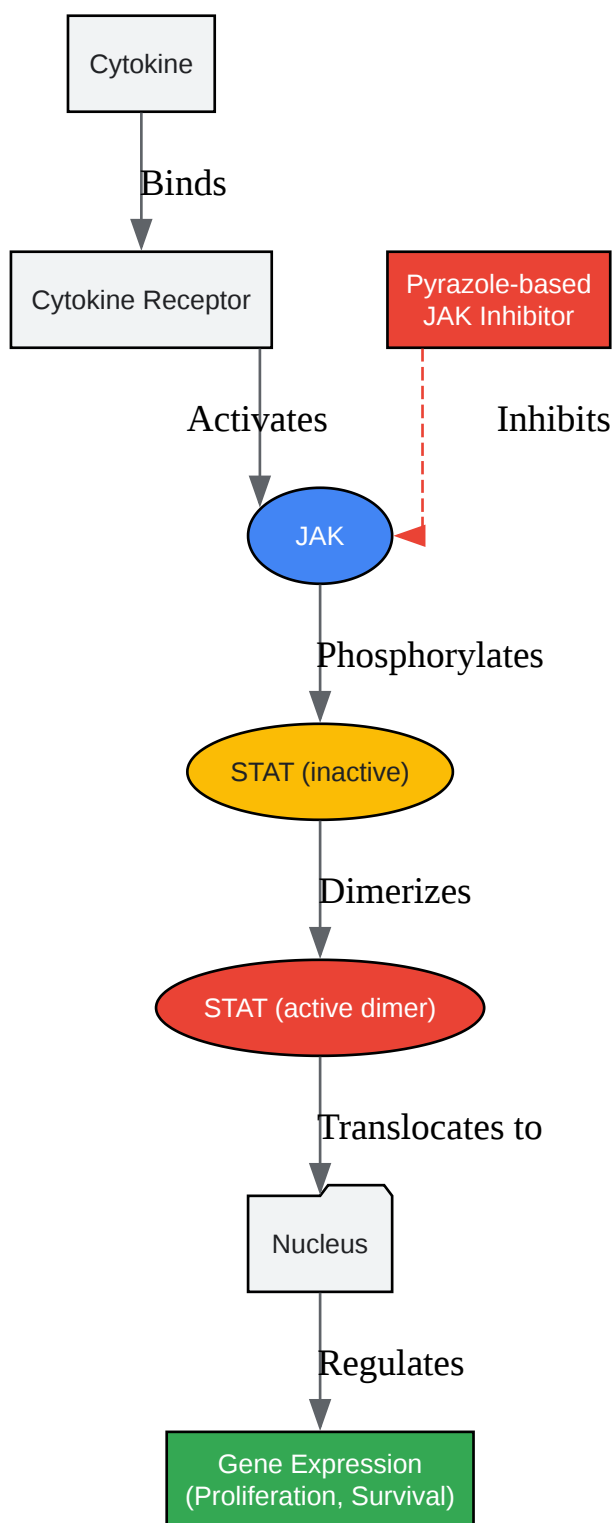 Cytokine
Binds
Cytokine Receptor
Pyrazole-based
JAK Inhibitor
Activates
Inhibits
JAK
Phosphorylates
STAT (inactive)
Dimerizes
STAT (active dimer)
Translocates to
Nucleus
Regulates
Gene Expression
(Proliferation, Survival)